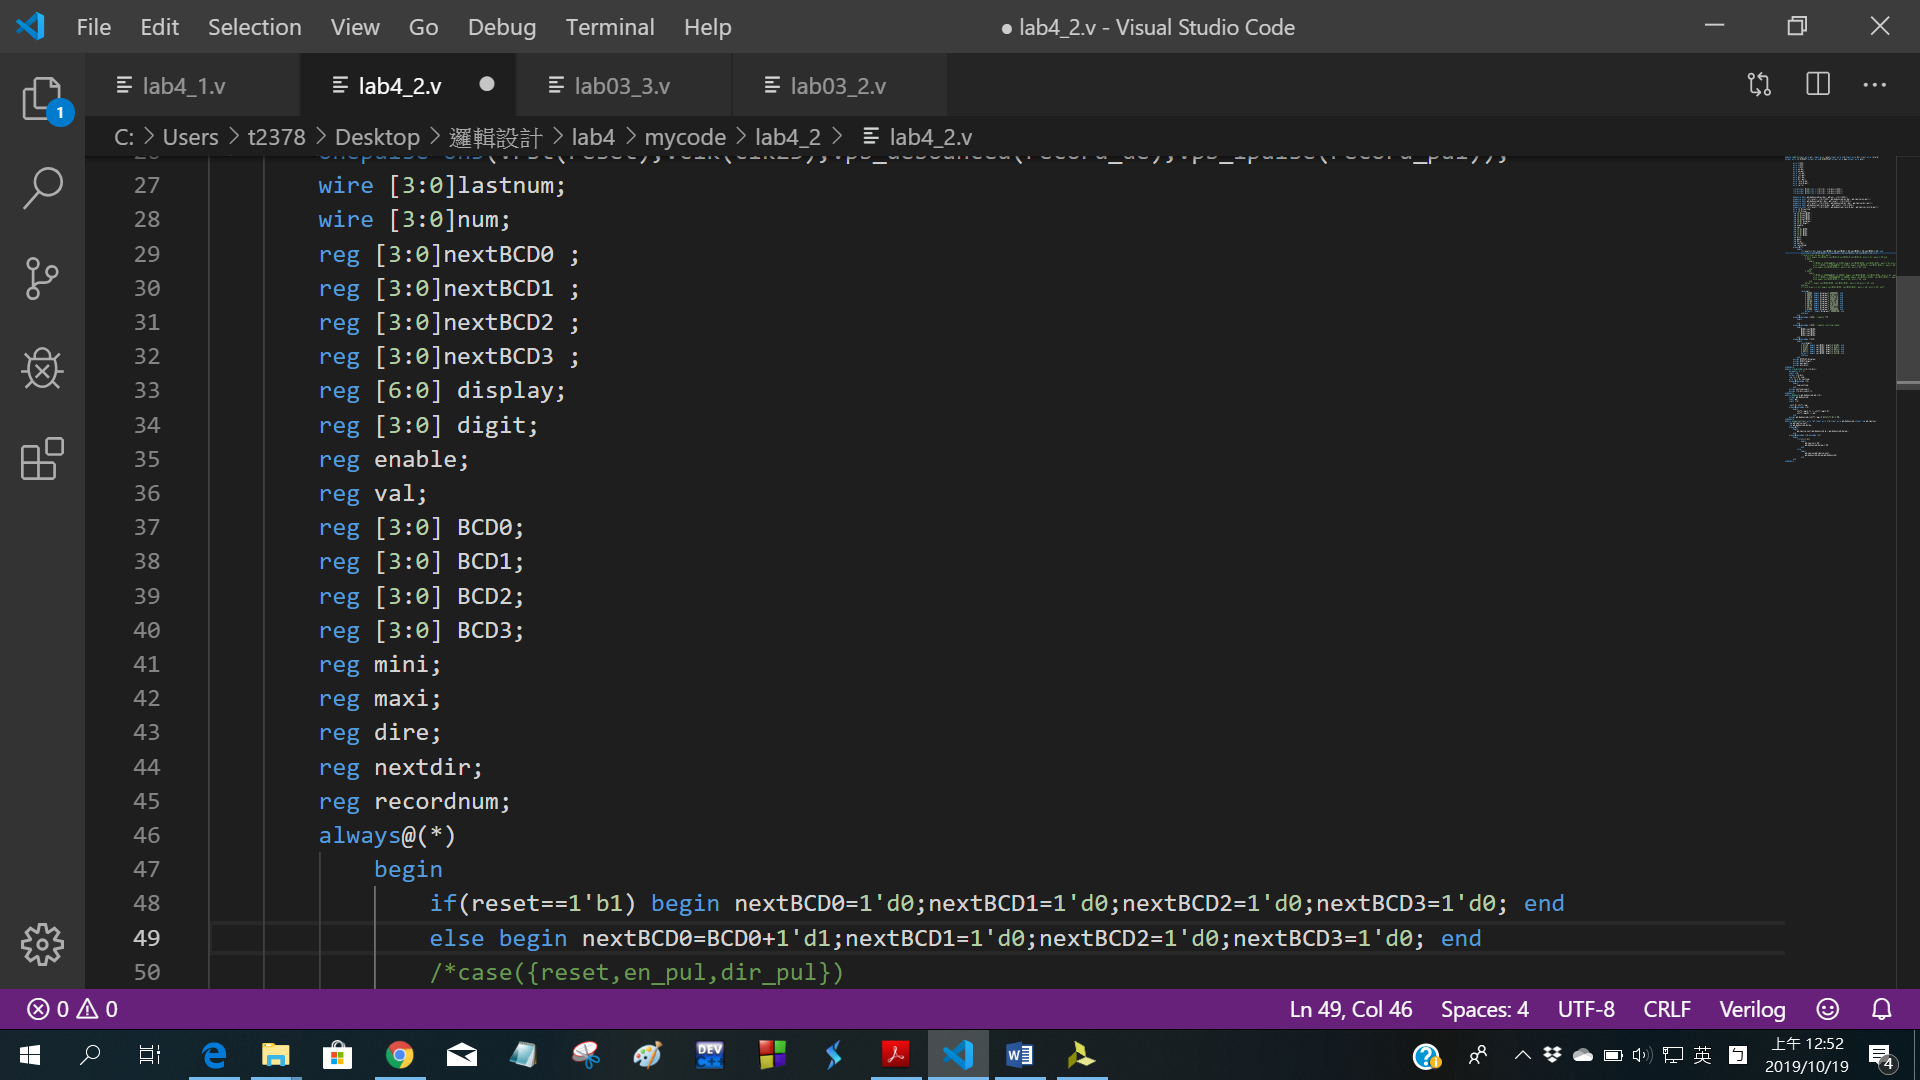 File Edit Selection View Go Debug Terminal Help
● lab4_2.v - Visual Studio Code
lab4_1.v lab4_2.v lab03_3.v lab03_2.v
1
C: > Users > t2378 > Desktop > 邏輯設計 > lab4 > mycode > lab4_2 > lab4_2.v
27 wire [3:0]lastnum;
28 wire [3:0]num;
29 reg [3:0]nextBCD0 ;
30 reg [3:0]nextBCD1 ;
31 reg [3:0]nextBCD2 ;
32 reg [3:0]nextBCD3 ;
33 reg [6:0] display;
34 reg [3:0] digit;
35 reg enable;
36 reg val;
37 reg [3:0] BCD0;
38 reg [3:0] BCD1;
39 reg [3:0] BCD2;
40 reg [3:0] BCD3;
41 reg mini;
42 reg maxi;
43 reg dire;
44 reg nextdir;
45 reg recordnum;
46 always@(*)
47 begin
48 if(reset==1'b1) begin nextBCD0=1'd0;nextBCD1=1'd0;nextBCD2=1'd0;nextBCD3=1'd0; end
49 else begin nextBCD0=BCD0+1'd1;nextBCD1=1'd0;nextBCD2=1'd0;nextBCD3=1'd0; end
50 /*case({reset,en_pul,dir_pul})
0 0 Ln 49, Col 46 Spaces: 4 UTF-8 CRLF Verilog
DEV
英
上午 12:52
2019/10/19
4